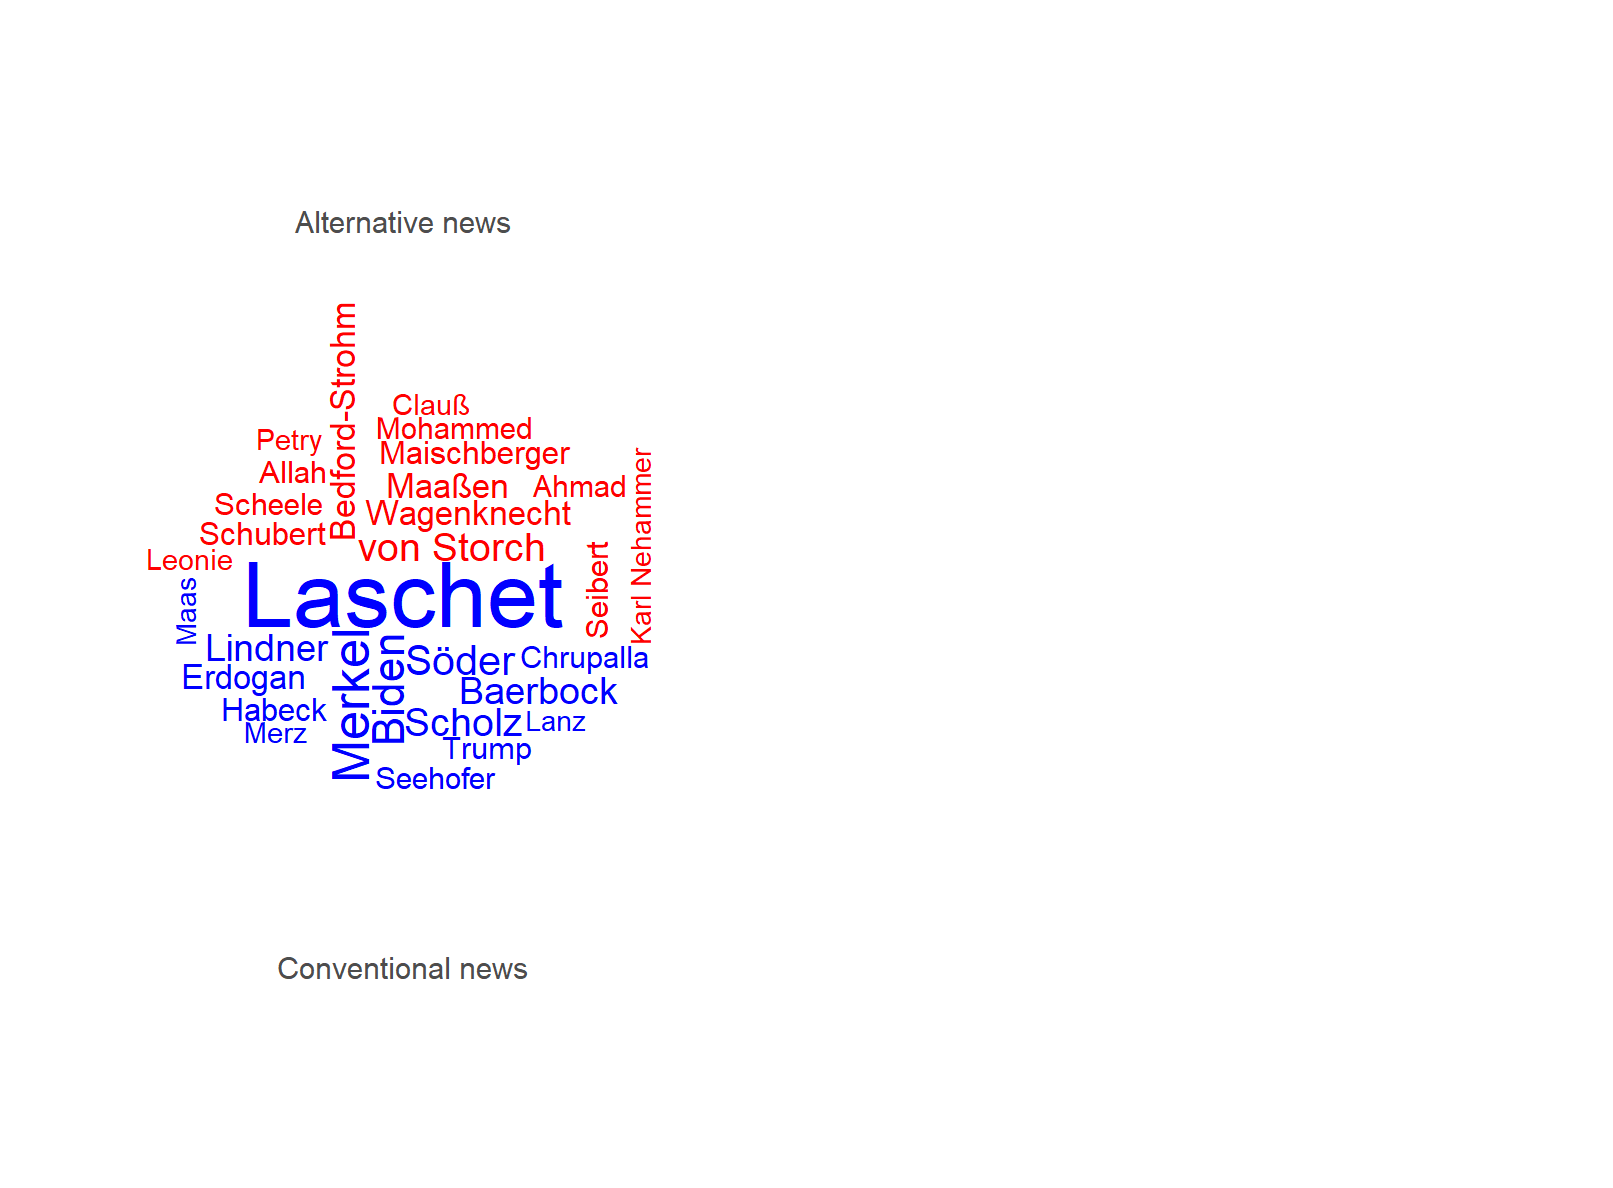 Alternative news
Bedford-Strohm
Clauß
Mohammed
Petry
Maischberger
Allah
Maaßen
Ahmad
Karl Nehammer
Scheele
Wagenknecht
Schubert
von Storch
Leonie
Seibert
Laschet
Maas
Lindner
Merkel
Biden
Söder
Chrupalla
Erdogan
Baerbock
Habeck
Scholz
Lanz
Merz
Trump
Seehofer
Conventional news